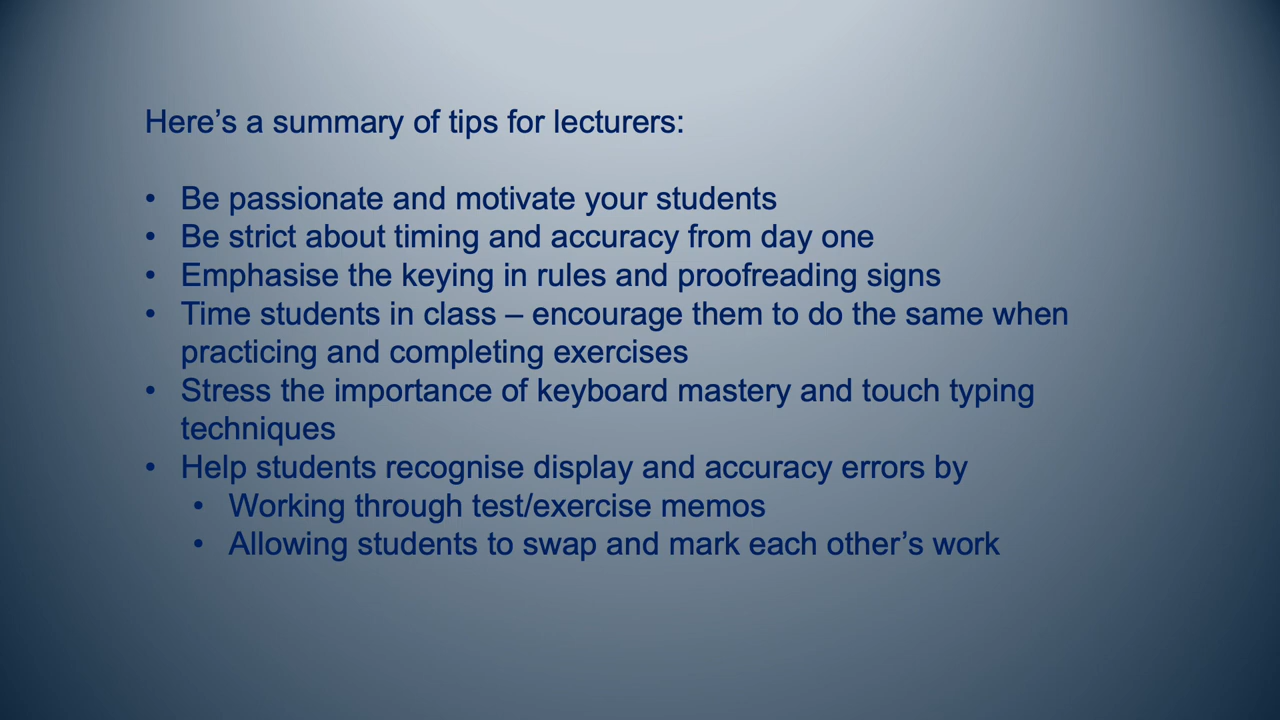 Here’s a summary of tips for lecturers:
• Be passionate and motivate your students
• Be strict about timing and accuracy from day one
• Emphasise the keying in rules and proofreading signs
• Time students in class – encourage them to do the same when
practicing and completing exercises
• Stress the importance of keyboard mastery and touch typing
techniques
• Help students recognise display and accuracy errors by
• Working through test/exercise memos
• Allowing students to swap and mark each other’s work